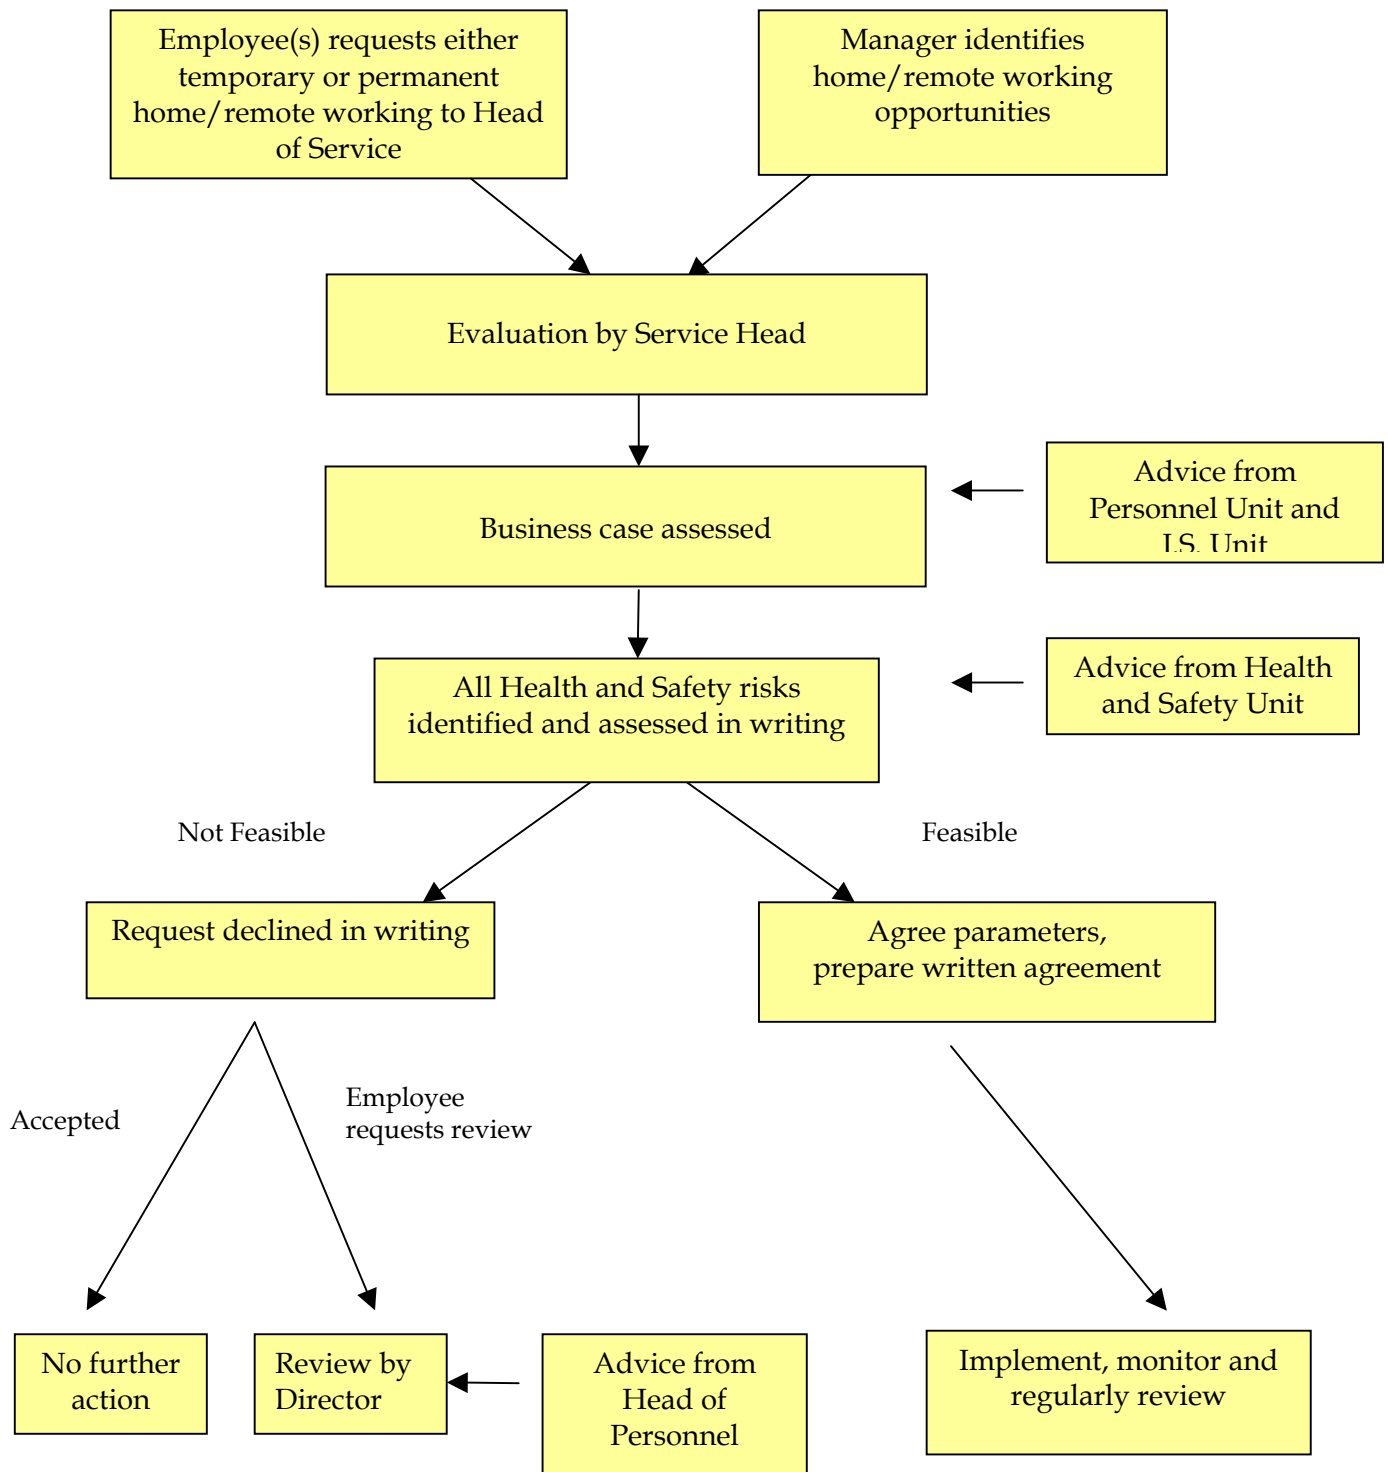 Employee(s) requests either
temporary or permanent
home/remote working to Head
of Service
Manager identifies
home/remote working
opportunities
Evaluation by Service Head
Business case assessed
Advice from
Personnel Unit and
I.S. Unit
All Health and Safety risks
identified and assessed in writing
Advice from Health
and Safety Unit
Not Feasible
Feasible
Request declined in writing
Agree parameters,
prepare written agreement
Accepted
Employee
requests review
No further
action
Review by
Director
Advice from
Head of
Personnel
Implement, monitor and
regularly review